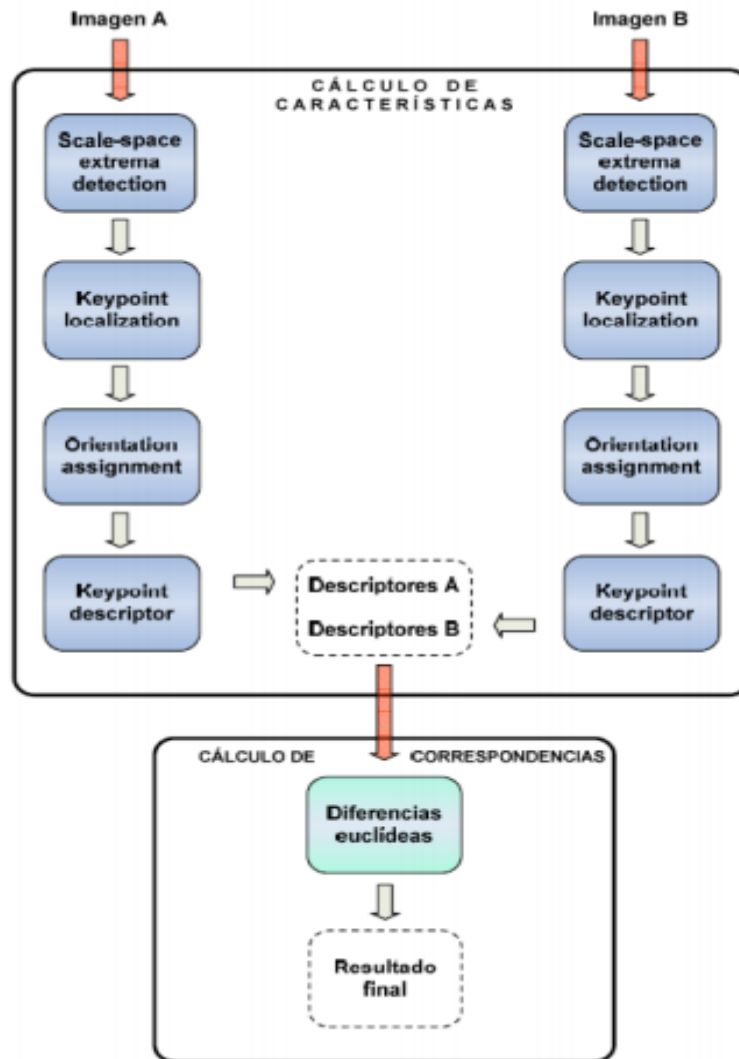 Imagen A
Imagen B
CÁLCULO DE
CARACTERÍSTICAS
Scale-space
extrema
detection
Keypoint
localization
Orientation
assignment
Keypoint
descriptor
Scale-space
extrema
detection
Keypoint
localization
Orientation
assignment
Keypoint
descriptor
Descriptores A
Descriptores B
CÁLCULO DE CORRESPONDENCIAS
Diferencias
euclídeas
Resultado
final